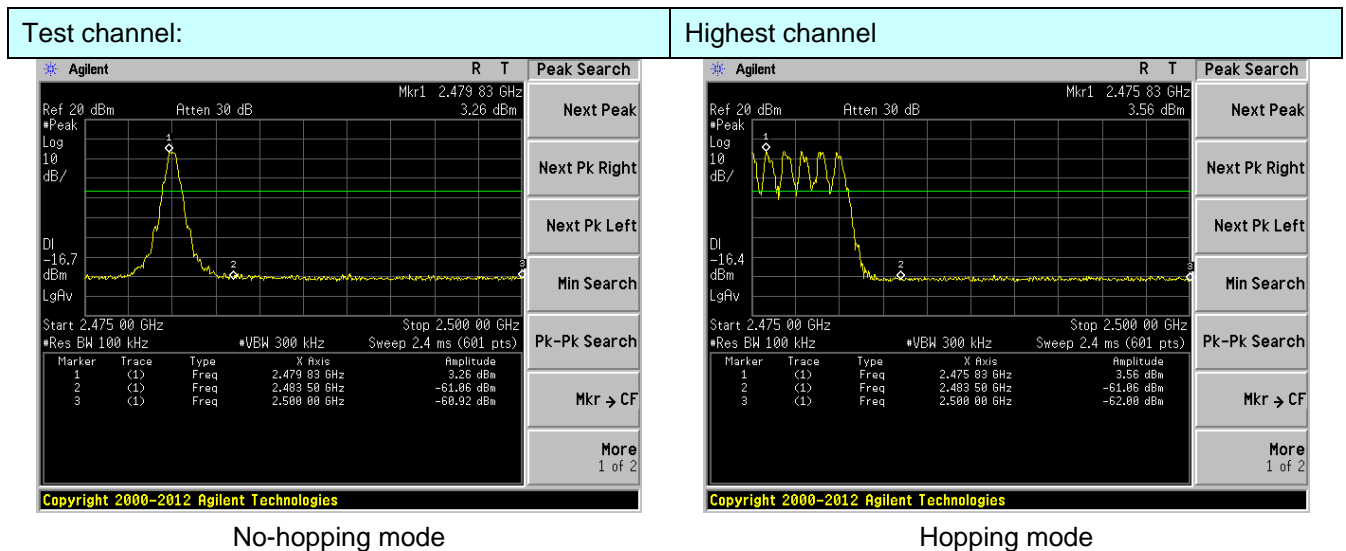 Test channel:
Highest channel
Agilent R T Peak Search
Mkr1 2.479 83 GHz
Ref 20 dBm Atten 30 dB 3.26 dBm
#Peak
Log
10
dB/
1
2
3
DI
-16.7
dBm
LgAv
Start 2.475 00 GHz Stop 2.500 00 GHz
#Res BW 100 kHz #VBW 300 kHz Sweep 2.4 ms (601 pts)
Marker Trace Type X Axis Amplitude
1 (1) Freq 2.479 83 GHz 3.26 dBm
2 (1) Freq 2.483 50 GHz -61.06 dBm
3 (1) Freq 2.500 00 GHz -60.92 dBm
Next Peak
Next Pk Right
Next Pk Left
Min Search
Pk-Pk Search
Mkr → CF
More
1 of 2
Copyright 2000-2012 Agilent Technologies
No-hopping mode
Agilent R T Peak Search
Mkr1 2.475 83 GHz
Ref 20 dBm Atten 30 dB 3.56 dBm
#Peak
Log
10
dB/
1
2
3
DI
-16.4
dBm
LgAv
Start 2.475 00 GHz Stop 2.500 00 GHz
#Res BW 100 kHz #VBW 300 kHz Sweep 2.4 ms (601 pts)
Marker Trace Type X Axis Amplitude
1 (1) Freq 2.475 83 GHz 3.56 dBm
2 (1) Freq 2.483 50 GHz -61.06 dBm
3 (1) Freq 2.500 00 GHz -62.00 dBm
Next Peak
Next Pk Right
Next Pk Left
Min Search
Pk-Pk Search
Mkr → CF
More
1 of 2
Copyright 2000-2012 Agilent Technologies
Hopping mode